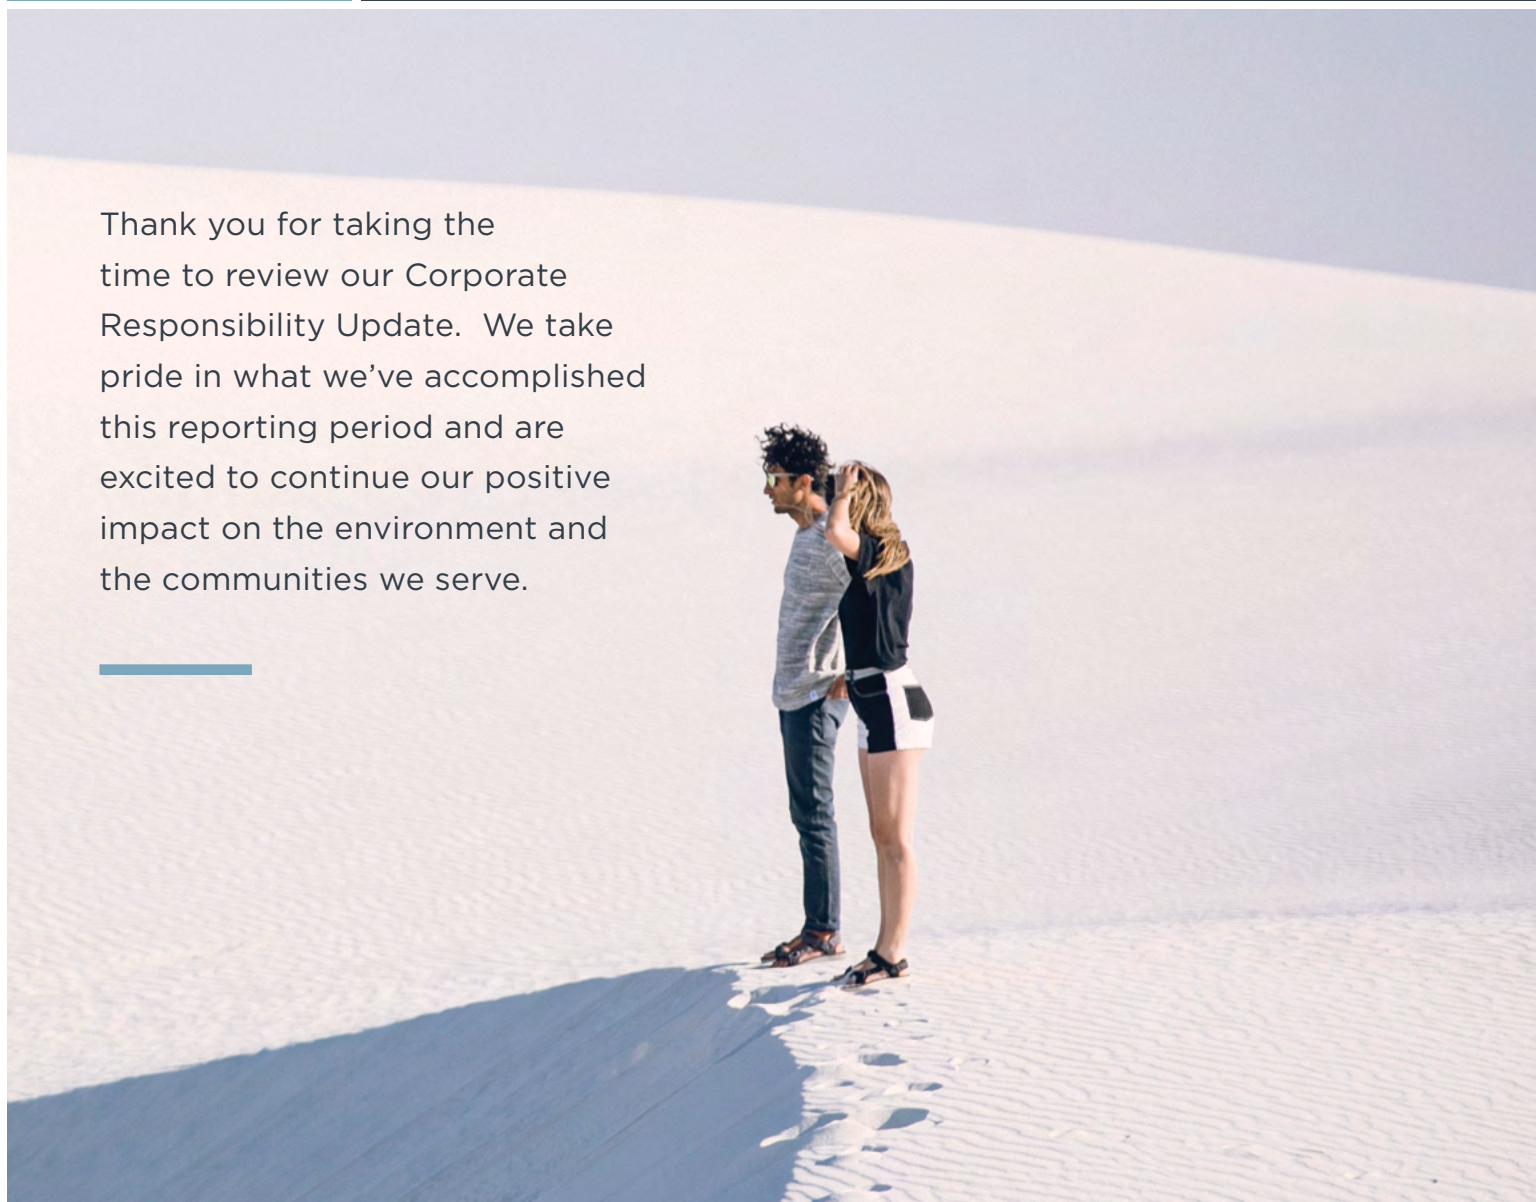 Thank you for taking the
time to review our Corporate
Responsibility Update.  We take
pride in what we’ve accomplished
this reporting period and are
excited to continue our positive
impact on the environment and
the communities we serve.